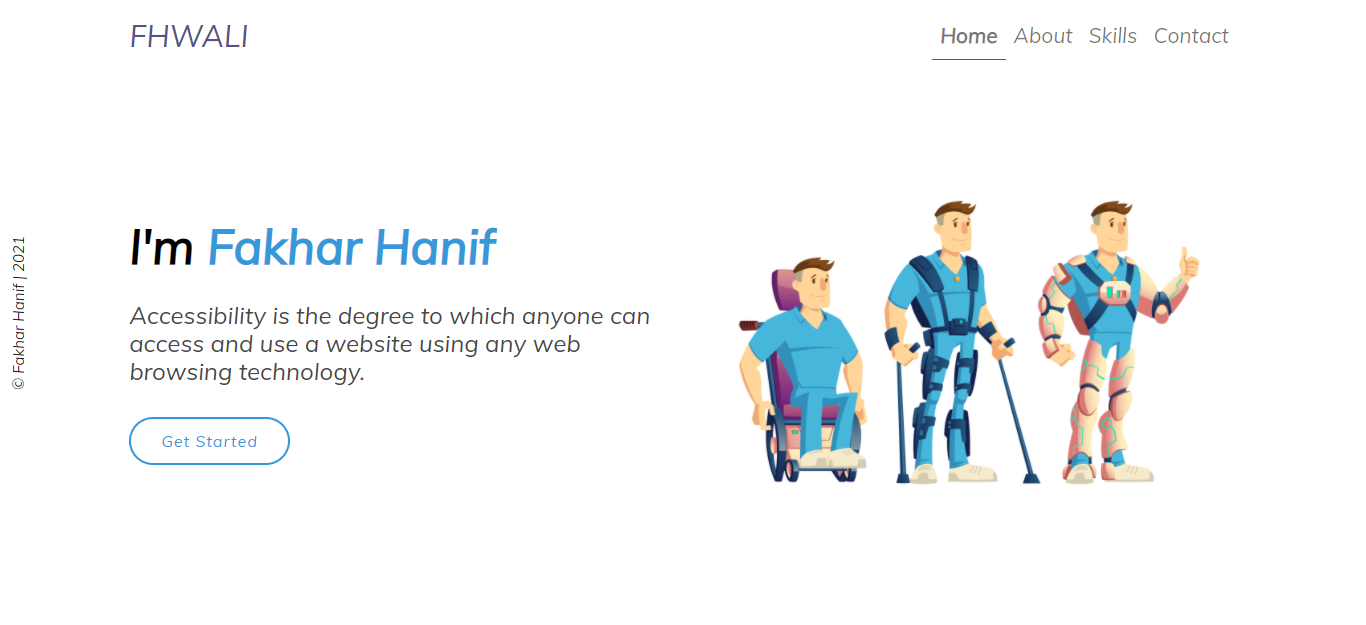 FHWALI
Home About Skills Contact
I'm Fakhar Hanif
Accessibility is the degree to which anyone can
access and use a website using any web
browsing technology.
Get Started
© Fakhar Hanif | 2021